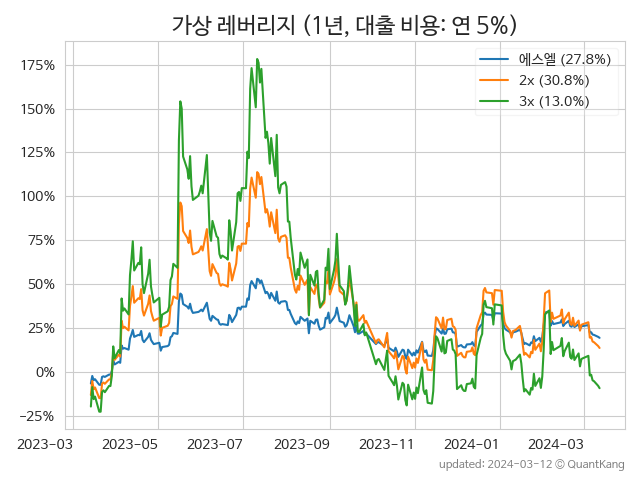 가상 레버리지 (1년, 대출 비용: 연 5%)
에스엘 (27.8%)
2x (30.8%)
3x (13.0%)
175%
150%
125%
100%
75%
50%
25%
0%
−25%
2023-03 2023-05 2023-07 2023-09 2023-11 2024-01 2024-03
updated: 2024-03-12 © QuantKang